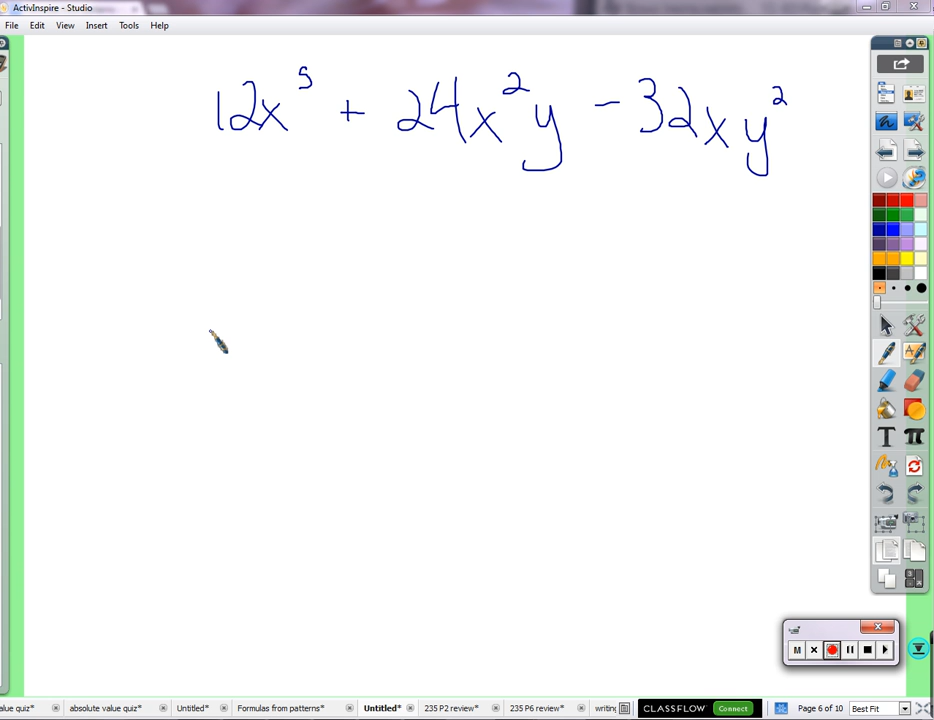 ActivInspire - Studio
File Edit View Insert Tools Help
12x⁵ + 24x²y - 32xy²
T π
M
alue quiz* absolute value quiz* Untitled* Formulas from patterns* Untitled* 235 P2 review* 235 P6 review* writing CLASSFLOW Connect Page 6 of 10 Best Fit